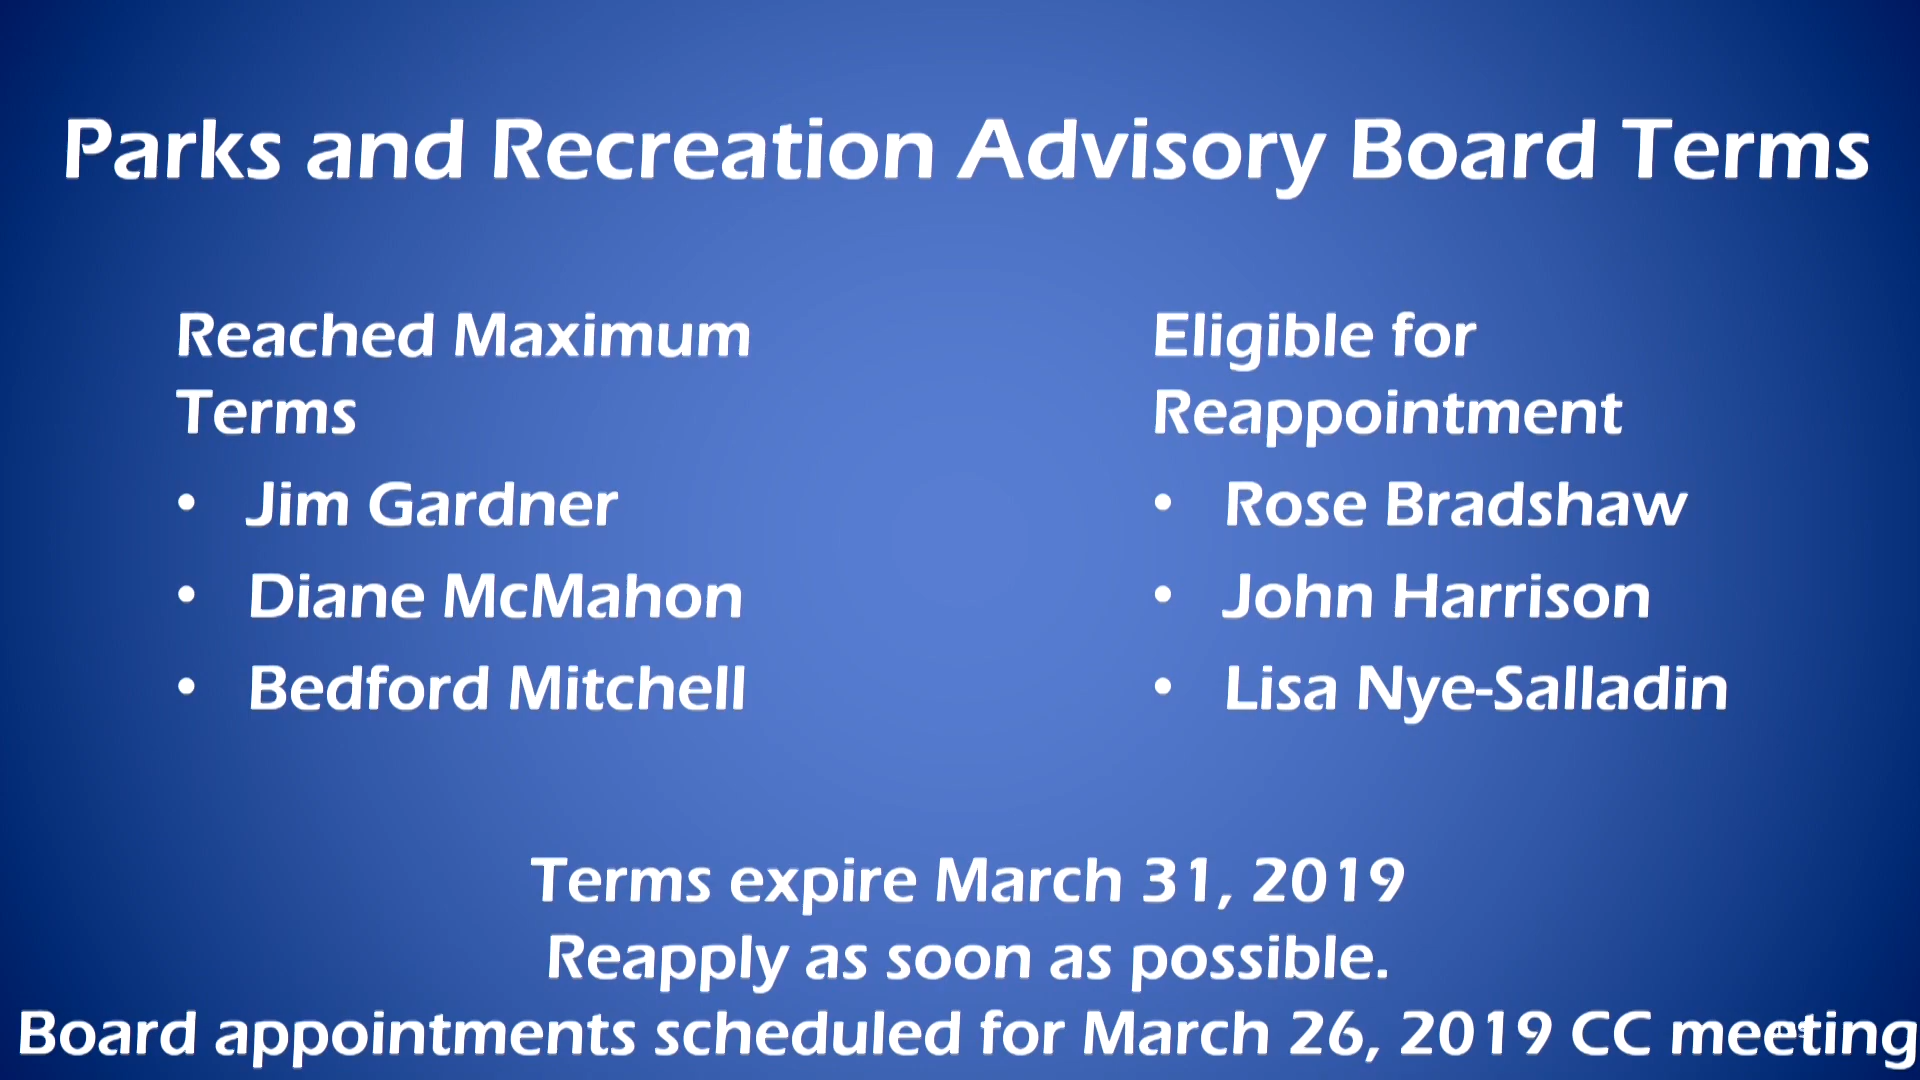 Parks and Recreation Advisory Board Terms
Reached Maximum
Terms
• Jim Gardner
• Diane McMahon
• Bedford Mitchell
Eligible for
Reappointment
• Rose Bradshaw
• John Harrison
• Lisa Nye-Salladin
Terms expire March 31, 2019
Reapply as soon as possible.
Board appointments scheduled for March 26, 2019 CC meeting